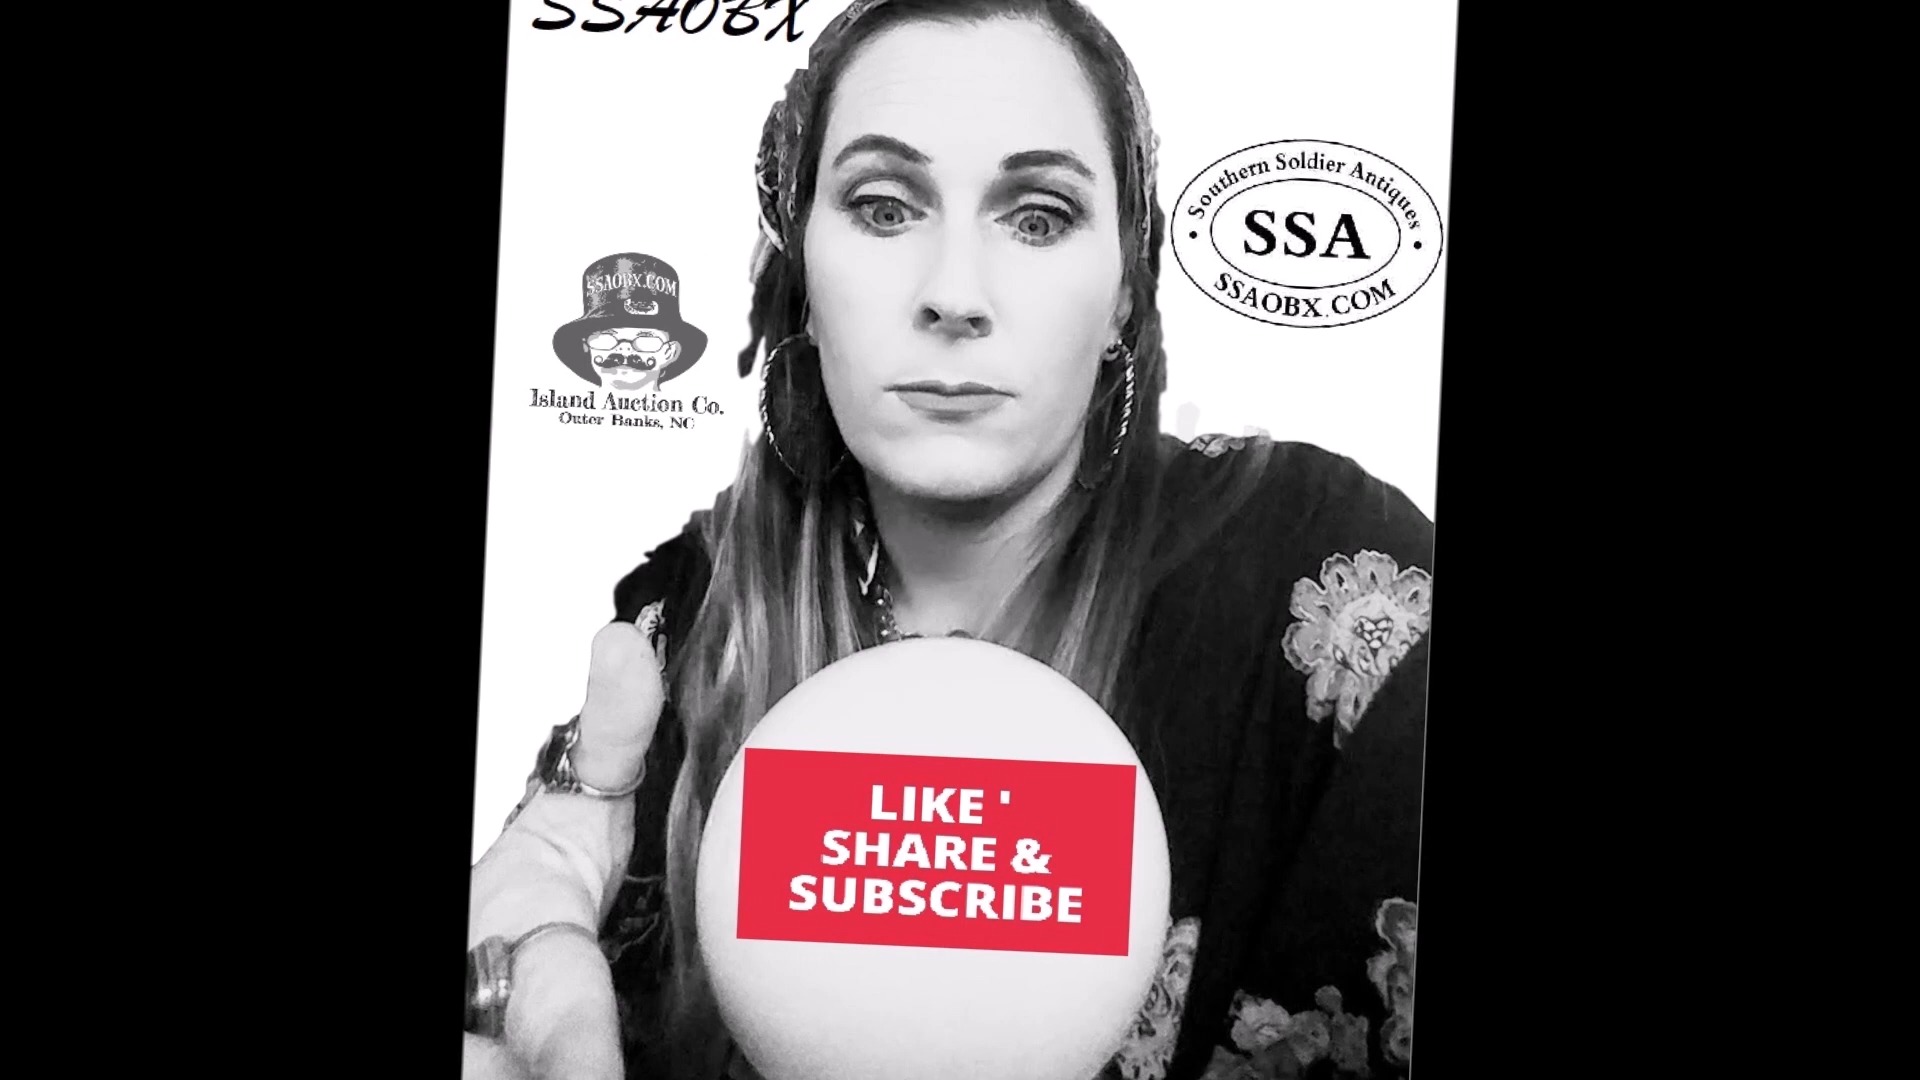 SSAOBX
Southern Soldier Antiques
SSA
SSAOBX.COM
SSAOBX.COM
Island Auction Co.
Outer Banks, NC
LIKE '
SHARE &
SUBSCRIBE